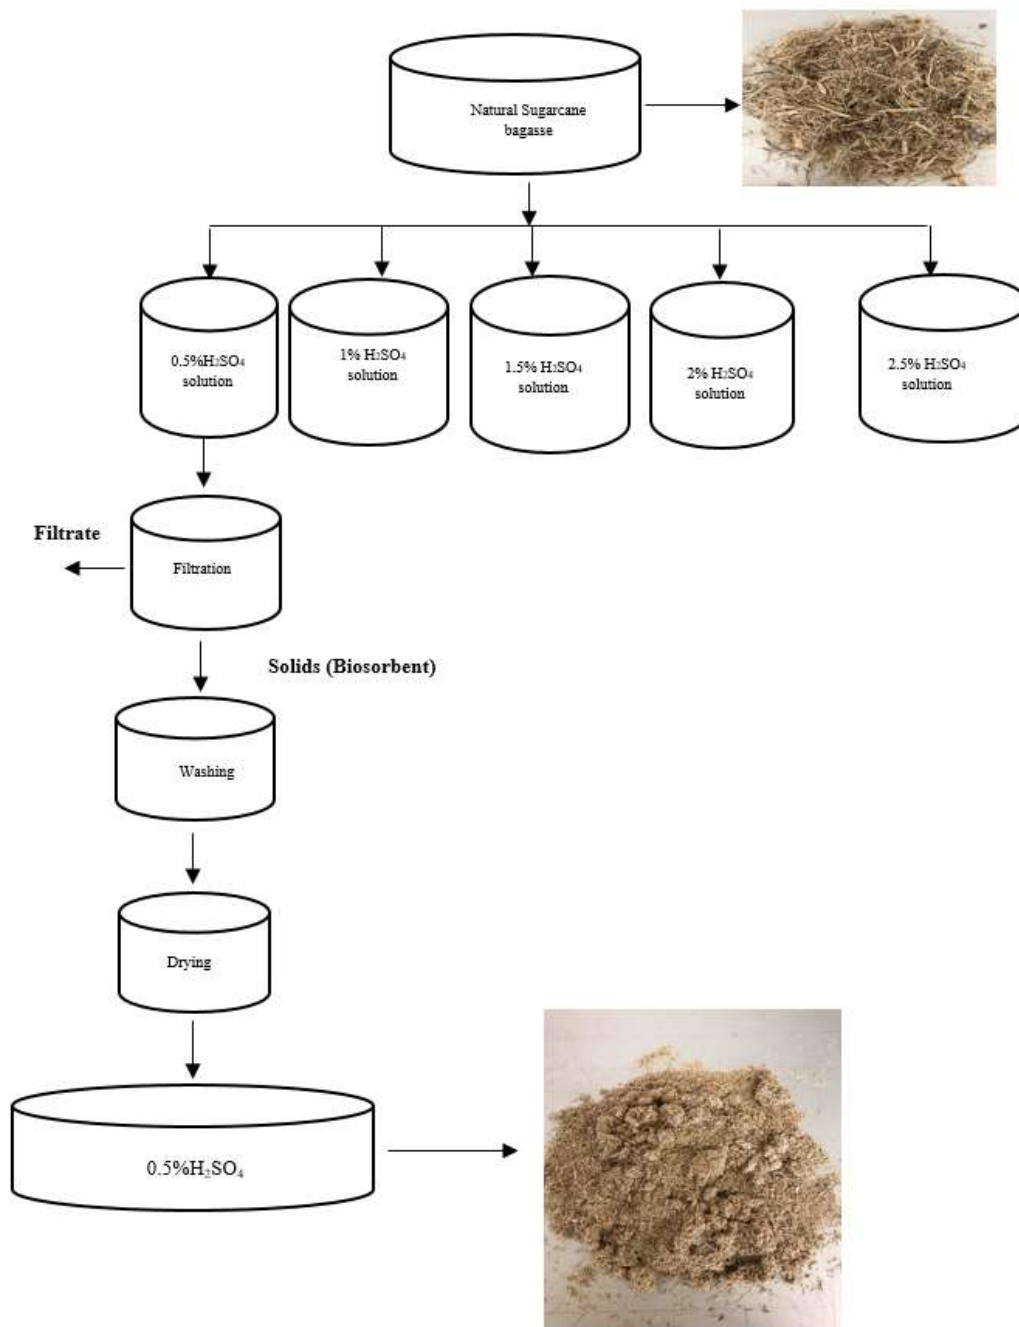 Natural Sugarcane
bagasse
0.5%H₂SO₄
solution
1% H₂SO₄
solution
1.5% H₂SO₄
solution
2% H₂SO₄
solution
2.5% H₂SO₄
solution
Filtrate
Filtration
Solids (Biosorbent)
Washing
Drying
0.5%H₂SO₄